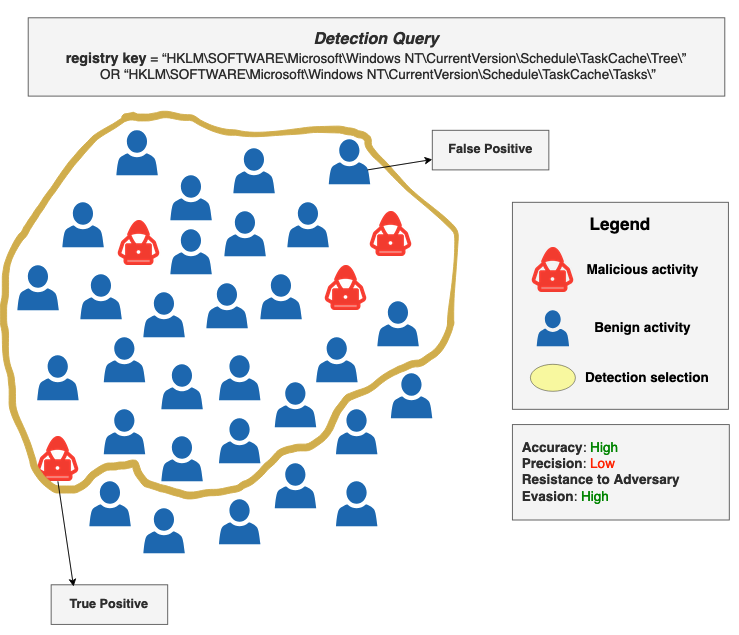 Detection Query
registry key = “HKLM\SOFTWARE\Microsoft\Windows NT\CurrentVersion\Schedule\TaskCache\Tree\”
OR “HKLM\SOFTWARE\Microsoft\Windows NT\CurrentVersion\Schedule\TaskCache\Tasks\”
False Positive
Legend
Malicious activity
Benign activity
Detection selection
Accuracy: High
Precision: Low
Resistance to Adversary
Evasion: High
True Positive